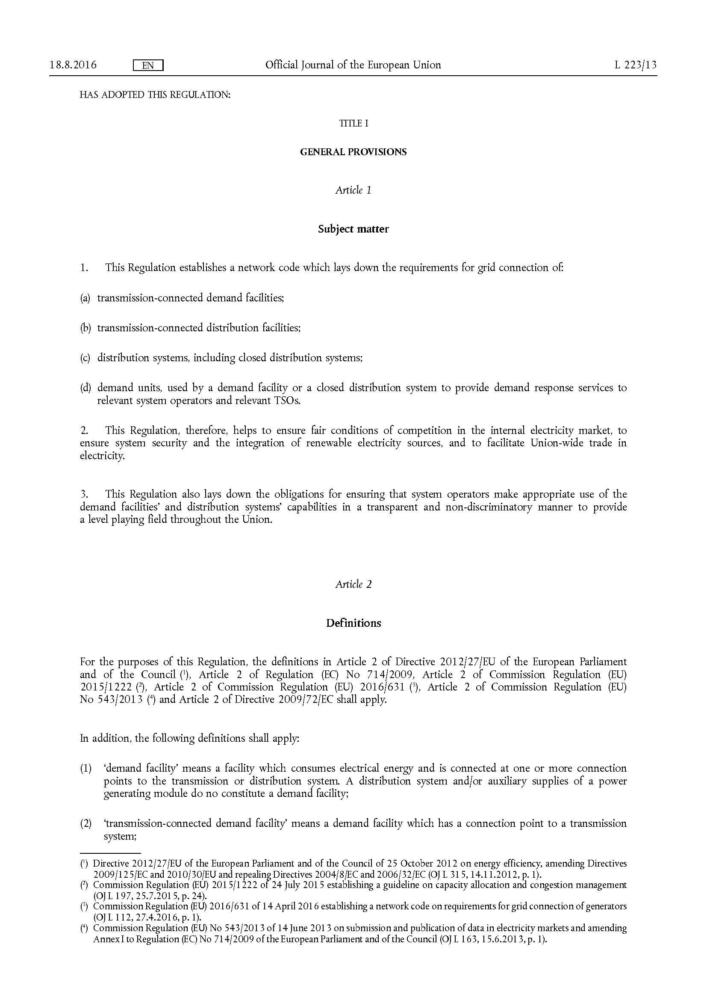 18.8.2016 EN Official Journal of the European Union L 223/13
HAS ADOPTED THIS REGULATION:
TITLE I
GENERAL PROVISIONS
Article 1
Subject matter
1. This Regulation establishes a network code which lays down the requirements for grid connection of:
(a) transmission-connected demand facilities;
(b) transmission-connected distribution facilities;
(c) distribution systems, including closed distribution systems;
(d) demand units, used by a demand facility or a closed distribution system to provide demand response services to
relevant system operators and relevant TSOs.
2. This Regulation, therefore, helps to ensure fair conditions of competition in the internal electricity market, to
ensure system security and the integration of renewable electricity sources, and to facilitate Union-wide trade in
electricity.
3. This Regulation also lays down the obligations for ensuring that system operators make appropriate use of the
demand facilities’ and distribution systems’ capabilities in a transparent and non-discriminatory manner to provide
a level playing field throughout the Union.
Article 2
Definitions
For the purposes of this Regulation, the definitions in Article 2 of Directive 2012/27/EU of the European Parliament
and of the Council (¹), Article 2 of Regulation (EC) No 714/2009, Article 2 of Commission Regulation (EU)
2015/1222 (²), Article 2 of Commission Regulation (EU) 2016/631 (³), Article 2 of Commission Regulation (EU)
No 543/2013 (⁴) and Article 2 of Directive 2009/72/EC shall apply.
In addition, the following definitions shall apply:
(1) ‘demand facility’ means a facility which consumes electrical energy and is connected at one or more connection
points to the transmission or distribution system. A distribution system and/or auxiliary supplies of a power
generating module do no constitute a demand facility;
(2) ‘transmission-connected demand facility’ means a demand facility which has a connection point to a transmission
system;
(¹) Directive 2012/27/EU of the European Parliament and of the Council of 25 October 2012 on energy efficiency, amending Directives
2009/125/EC and 2010/30/EU and repealing Directives 2004/8/EC and 2006/32/EC (OJ L 315, 14.11.2012, p. 1).
(²) Commission Regulation (EU) 2015/1222 of 24 July 2015 establishing a guideline on capacity allocation and congestion management
(OJ L 197, 25.7.2015, p. 24).
(³) Commission Regulation (EU) 2016/631 of 14 April 2016 establishing a network code on requirements for grid connection of generators
(OJ L 112, 27.4.2016, p. 1).
(⁴) Commission Regulation (EU) No 543/2013 of 14 June 2013 on submission and publication of data in electricity markets and amending
Annex I to Regulation (EC) No 714/2009 of the European Parliament and of the Council (OJ L 163, 15.6.2013, p. 1).